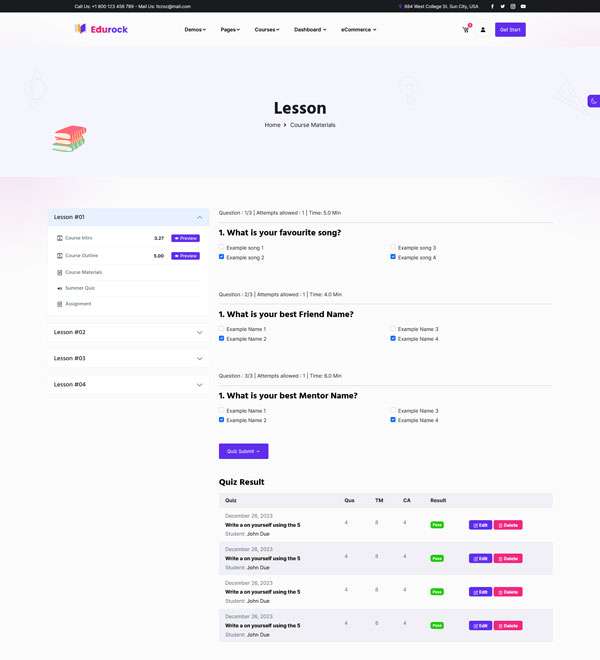 Call Us: +1 800 123 456 789 - Mail Us: Itcroc@mail.com
684 West College St. Sun City, USA
Edurock
Demos
Pages
Courses
Dashboard
eCommerce
Get Start
Lesson
Home
Course Materials
Lesson #01
Course Intro 3.27 Preview
Course Outline 5.00 Preview
Course Materials
Summer Quiz
Assignment
Lesson #02
Lesson #03
Lesson #04
Question : 1/3 | Attempts allowed : 1 | Time: 5.0 Min
1. What is your favourite song?
Example song 1 Example song 3
Example song 2 Example song 4
Question : 2/3 | Attempts allowed : 1 | Time: 4.0 Min
1. What is your best Friend Name?
Example Name 1 Example Name 3
Example Name 2 Example Name 4
Question : 3/3 | Attempts allowed : 1 | Time: 6.0 Min
1. What is your best Mentor Name?
Example Name 1 Example Name 3
Example Name 2 Example Name 4
Quiz Submit
Quiz Result
Quiz Qus TM CA Result
December 26, 2023
Write a on yourself using the 5 4 8 4 Pass Edit Delete
Student: John Due
December 26, 2023
Write a on yourself using the 5 4 8 4 Pass Edit Delete
Student: John Due
December 26, 2023
Write a on yourself using the 5 4 8 4 Pass Edit Delete
Student: John Due
December 26, 2023
Write a on yourself using the 5 4 6 4 Pass Edit Delete
Student: John Due